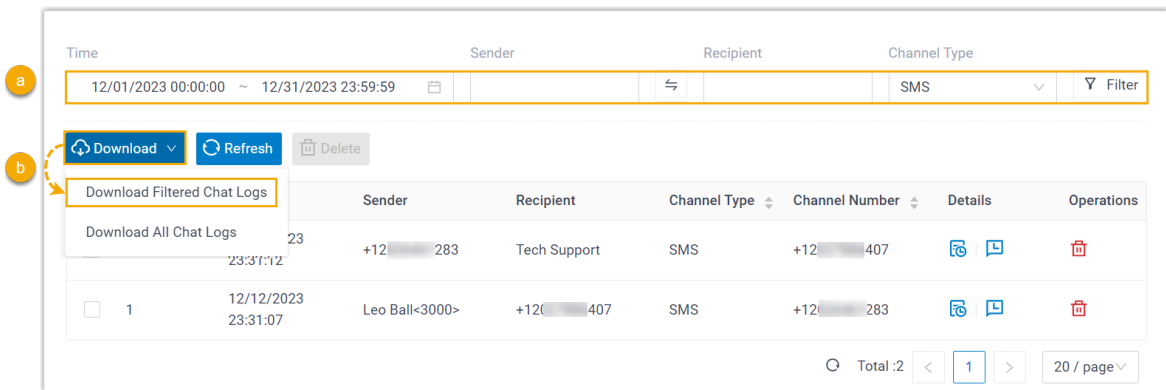 Time Sender Recipient Channel Type
a
12/01/2023 00:00:00 ~ 12/31/2023 23:59:59 SMS Filter
Download Refresh Delete
b
Download Filtered Chat Logs
Sender Recipient Channel Type Channel Number Details Operations
Download All Chat Logs
23
23:37:12
+12 283 Tech Support SMS +12 407
1 12/12/2023
23:31:07
Leo Ball<3000> +12 407 SMS +12 283
Total :2 < 1 > 20 / page